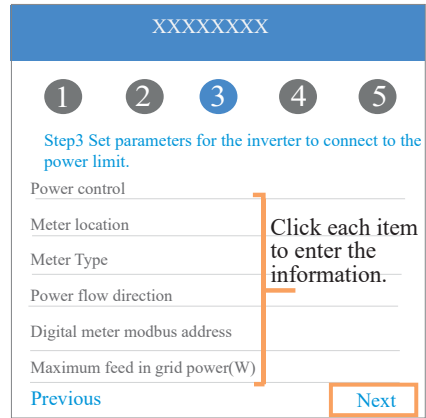 XXXXXXXX
1 2 3 4 5
Step3 Set parameters for the inverter to connect to the
power limit.
Power control
Meter location
Click each item
to enter the
Meter Type
information.
Power flow direction
Digital meter modbus address
Maximum feed in grid power(W)
Previous Next